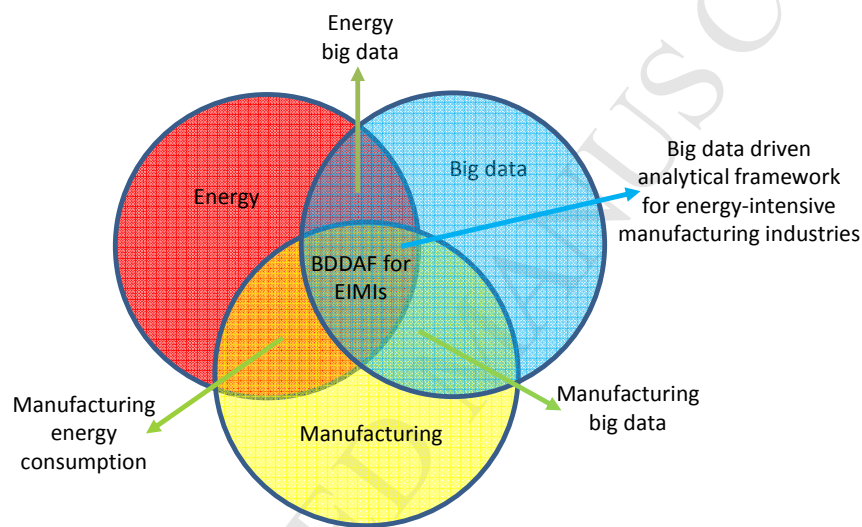 Energy
big data
Energy
Big data
Big data driven
analytical framework
for energy-intensive
manufacturing industries
BDDAF for
EIMIs
Manufacturing
energy
consumption
Manufacturing
Manufacturing
big data